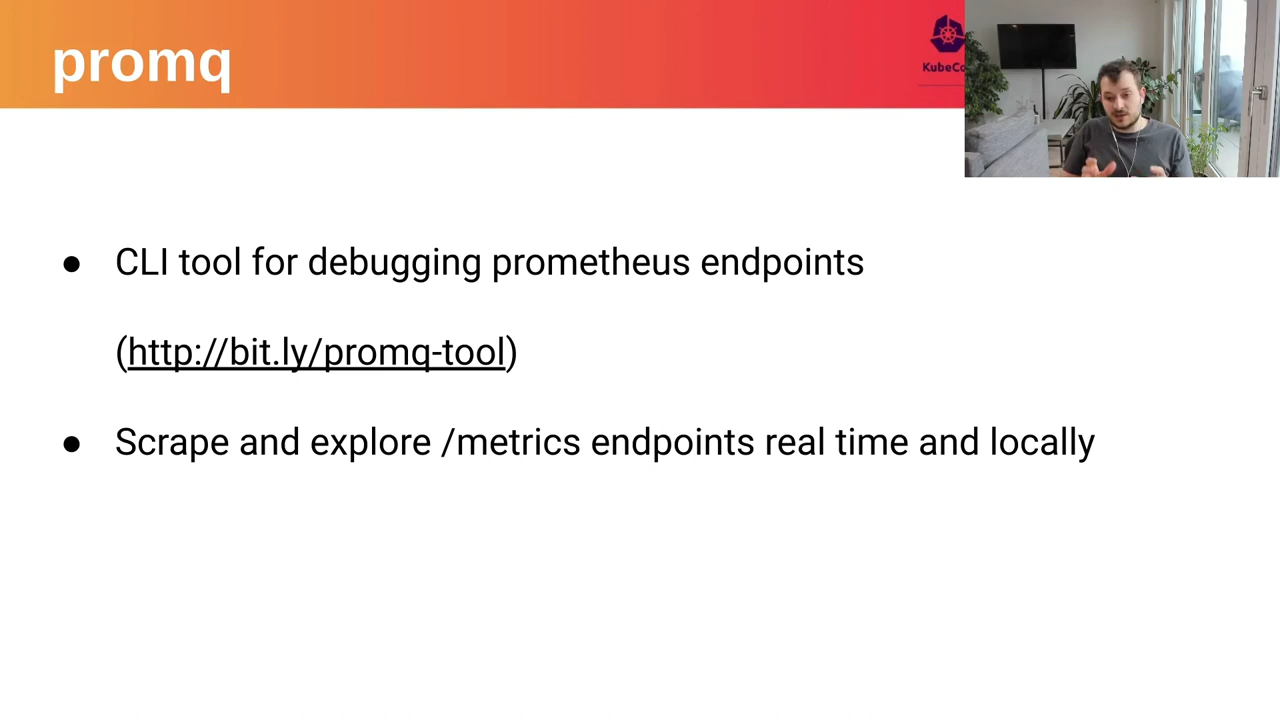 promq
● CLI tool for debugging prometheus endpoints
(http://bit.ly/promq-tool)
● Scrape and explore /metrics endpoints real time and locally